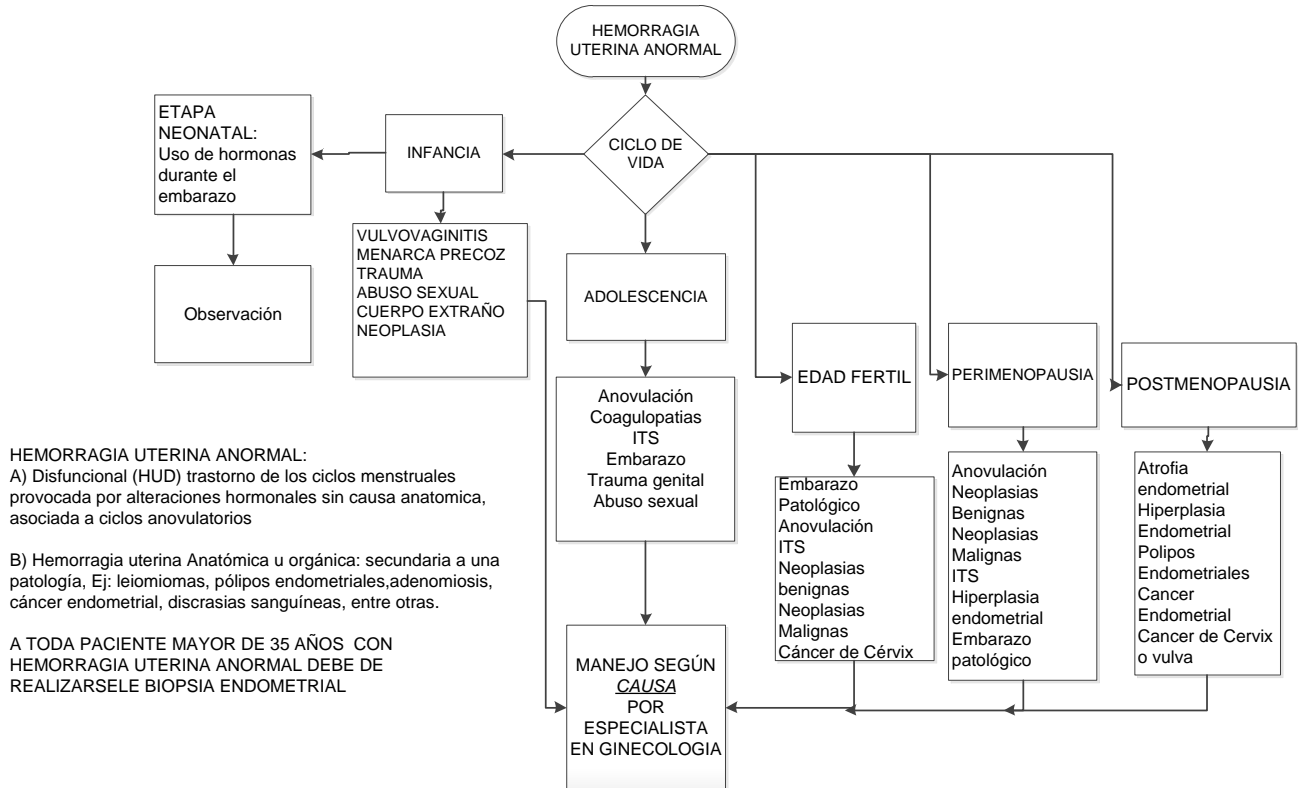 HEMORRAGIA
UTERINA ANORMAL
CICLO DE
VIDA
ETAPA
NEONATAL:
Uso de hormonas
durante el
embarazo
INFANCIA
Observación
VULVOVAGINITIS
MENARCA PRECOZ
TRAUMA
ABUSO SEXUAL
CUERPO EXTRAÑO
NEOPLASIA
ADOLESCENCIA
Anovulación
Coagulopatias
ITS
Embarazo
Trauma genital
Abuso sexual
EDAD FERTIL
Embarazo
Patológico
Anovulación
ITS
Neoplasias
benignas
Neoplasias
Malignas
Cáncer de Cérvix
PERIMENOPAUSIA
Anovulación
Neoplasias
Benignas
Neoplasias
Malignas
ITS
Hiperplasia
endometrial
Embarazo
patológico
POSTMENOPAUSIA
Atrofia
endometrial
Hiperplasia
Endometrial
Polipos
Endometriales
Cancer
Endometrial
Cancer de Cervix
o vulva
MANEJO SEGÚN
CAUSA
POR
ESPECIALISTA
EN GINECOLOGIA
HEMORRAGIA UTERINA ANORMAL:
A) Disfuncional (HUD) trastorno de los ciclos menstruales
provocada por alteraciones hormonales sin causa anatomica,
asociada a ciclos anovulatorios
B) Hemorragia uterina Anatómica u orgánica: secundaria a una
patología, Ej: leiomiomas, pólipos endometriales,adenomiosis,
cáncer endometrial, discrasias sanguíneas, entre otras.
A TODA PACIENTE MAYOR DE 35 AÑOS CON
HEMORRAGIA UTERINA ANORMAL DEBE DE
REALIZARSELE BIOPSIA ENDOMETRIAL